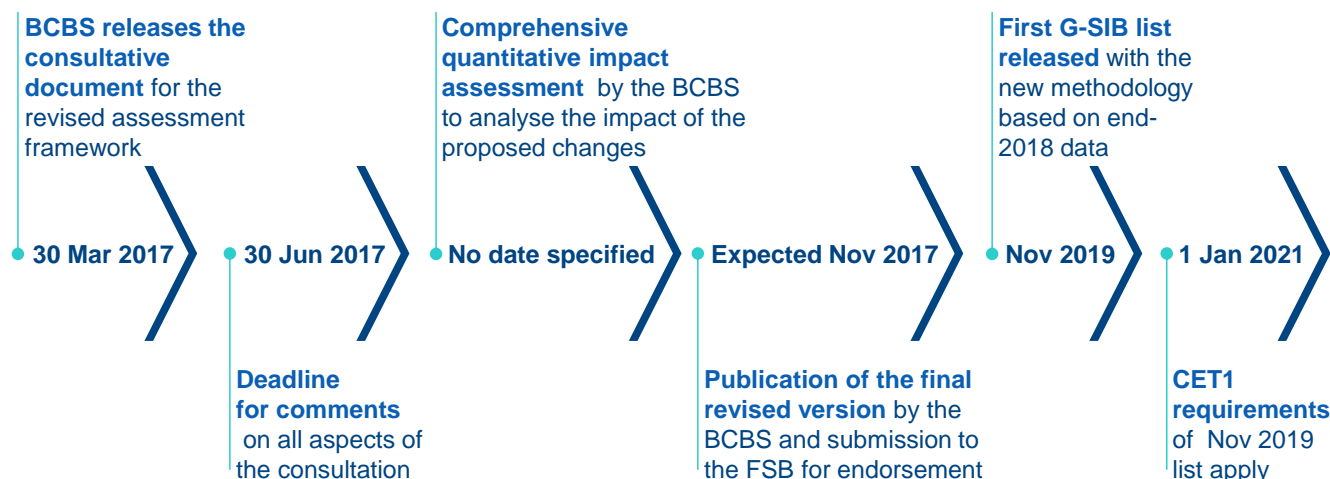 BCBS releases the
consultative
document for the
revised assessment
framework
30 Mar 2017
Deadline
for comments
on all aspects of
the consultation
30 Jun 2017
Comprehensive
quantitative impact
assessment by the BCBS
to analyse the impact of the
proposed changes
No date specified
Publication of the final
revised version by the
BCBS and submission to
the FSB for endorsement
Expected Nov 2017
First G-SIB list
released with the
new methodology
based on end-
2018 data
Nov 2019
CET1
requirements
of Nov 2019
list apply
1 Jan 2021